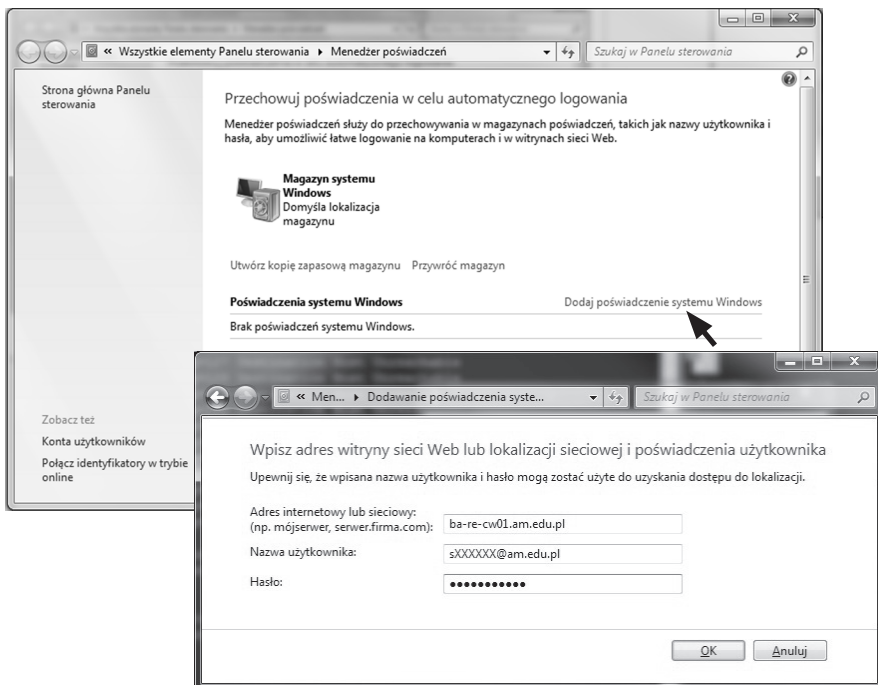 « Wszystkie elementy Panelu sterowania ▸ Menedżer poświadczeń
Szukaj w Panelu sterowania
Strona główna Panelu
sterowania
Przechowuj poświadczenia w celu automatycznego logowania
Menedżer poświadczeń służy do przechowywania w magazynach poświadczeń, takich jak nazwy użytkownika i
hasła, aby umożliwić łatwe logowanie na komputerach i w witrynach sieci Web.
Magazyn systemu
Windows
Domyśla lokalizacja
magazynu
Utwórz kopię zapasową magazynu Przywróć magazyn
Poświadczenia systemu Windows Dodaj poświadczenie systemu Windows
Brak poświadczeń systemu Windows.
Zobacz też
Konta użytkowników
Połącz identyfikatory w trybie
online
« Men... ▸ Dodawanie poświadczenia syste...
Szukaj w Panelu sterowania
Wpisz adres witryny sieci Web lub lokalizacji sieciowej i poświadczenia użytkownika
Upewnij się, że wpisana nazwa użytkownika i hasło mogą zostać użyte do uzyskania dostępu do lokalizacji.
Adres internetowy lub sieciowy:
(np. mójserwer, serwer.firma.com): ba-re-cw01.am.edu.pl
Nazwa użytkownika: sXXXXXX@am.edu.pl
Hasło: ●●●●●●●●●●●
OK Anuluj